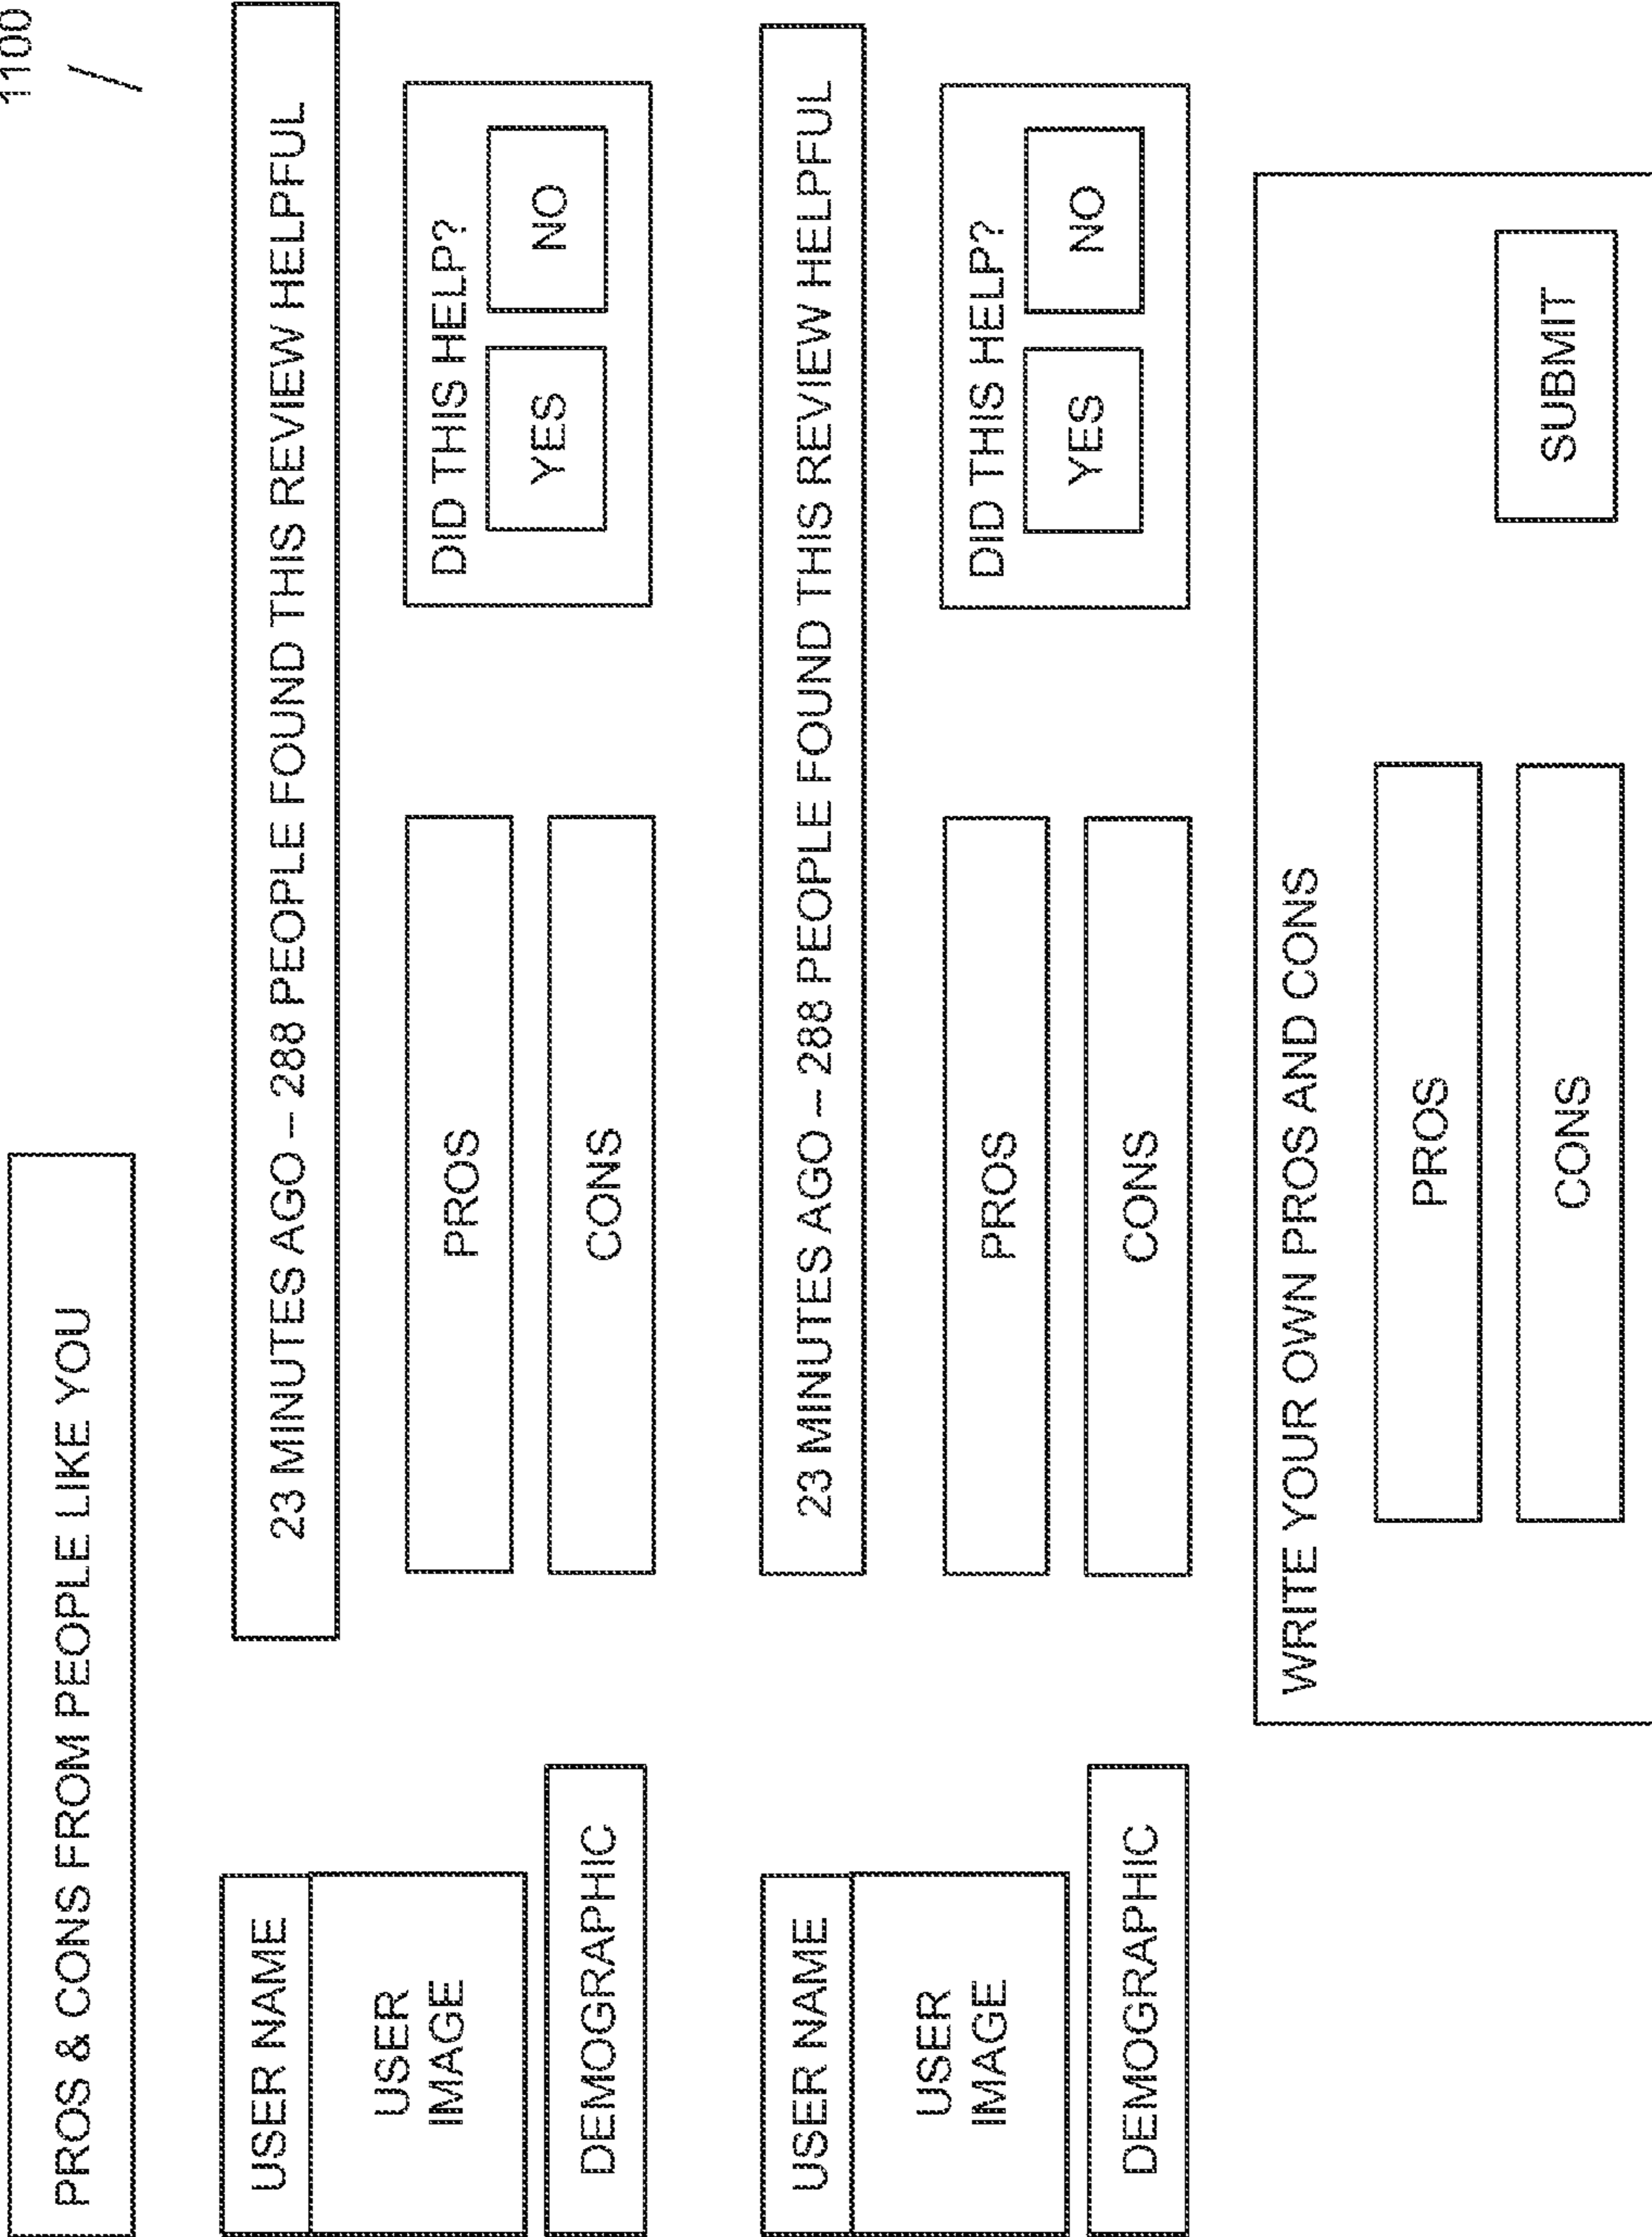 1100
PROS & CONS FROM PEOPLE LIKE YOU
USER NAME
USER
IMAGE
DEMOGRAPHIC
23 MINUTES AGO – 288 PEOPLE FOUND THIS REVIEW HELPFUL
PROS
CONS
DID THIS HELP?
YES
NO
USER NAME
USER
IMAGE
DEMOGRAPHIC
23 MINUTES AGO – 288 PEOPLE FOUND THIS REVIEW HELPFUL
PROS
CONS
DID THIS HELP?
YES
NO
WRITE YOUR OWN PROS AND CONS
PROS
CONS
SUBMIT